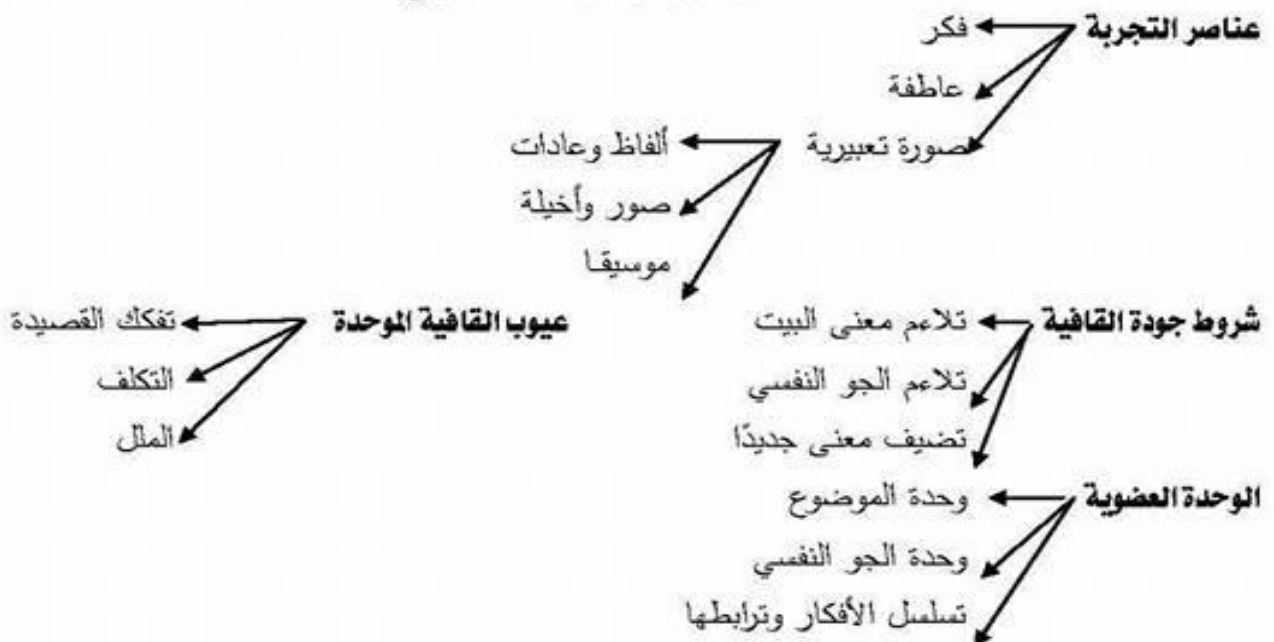 عناصر التجربة فكر
عاطفة
صورة تعبيرية ألفاظ وعادات
صور وأخيلة
موسيقا
شروط جودة القافية تلاءم معنى البيت عيوب القافية الموحدة تفكك القصيدة
تلاءم الجو النفسي التكلف
تضيف معنى جديدًا الملل
الوحدة العضوية وحدة الموضوع
وحدة الجو النفسي
تسلسل الأفكار وترابطها